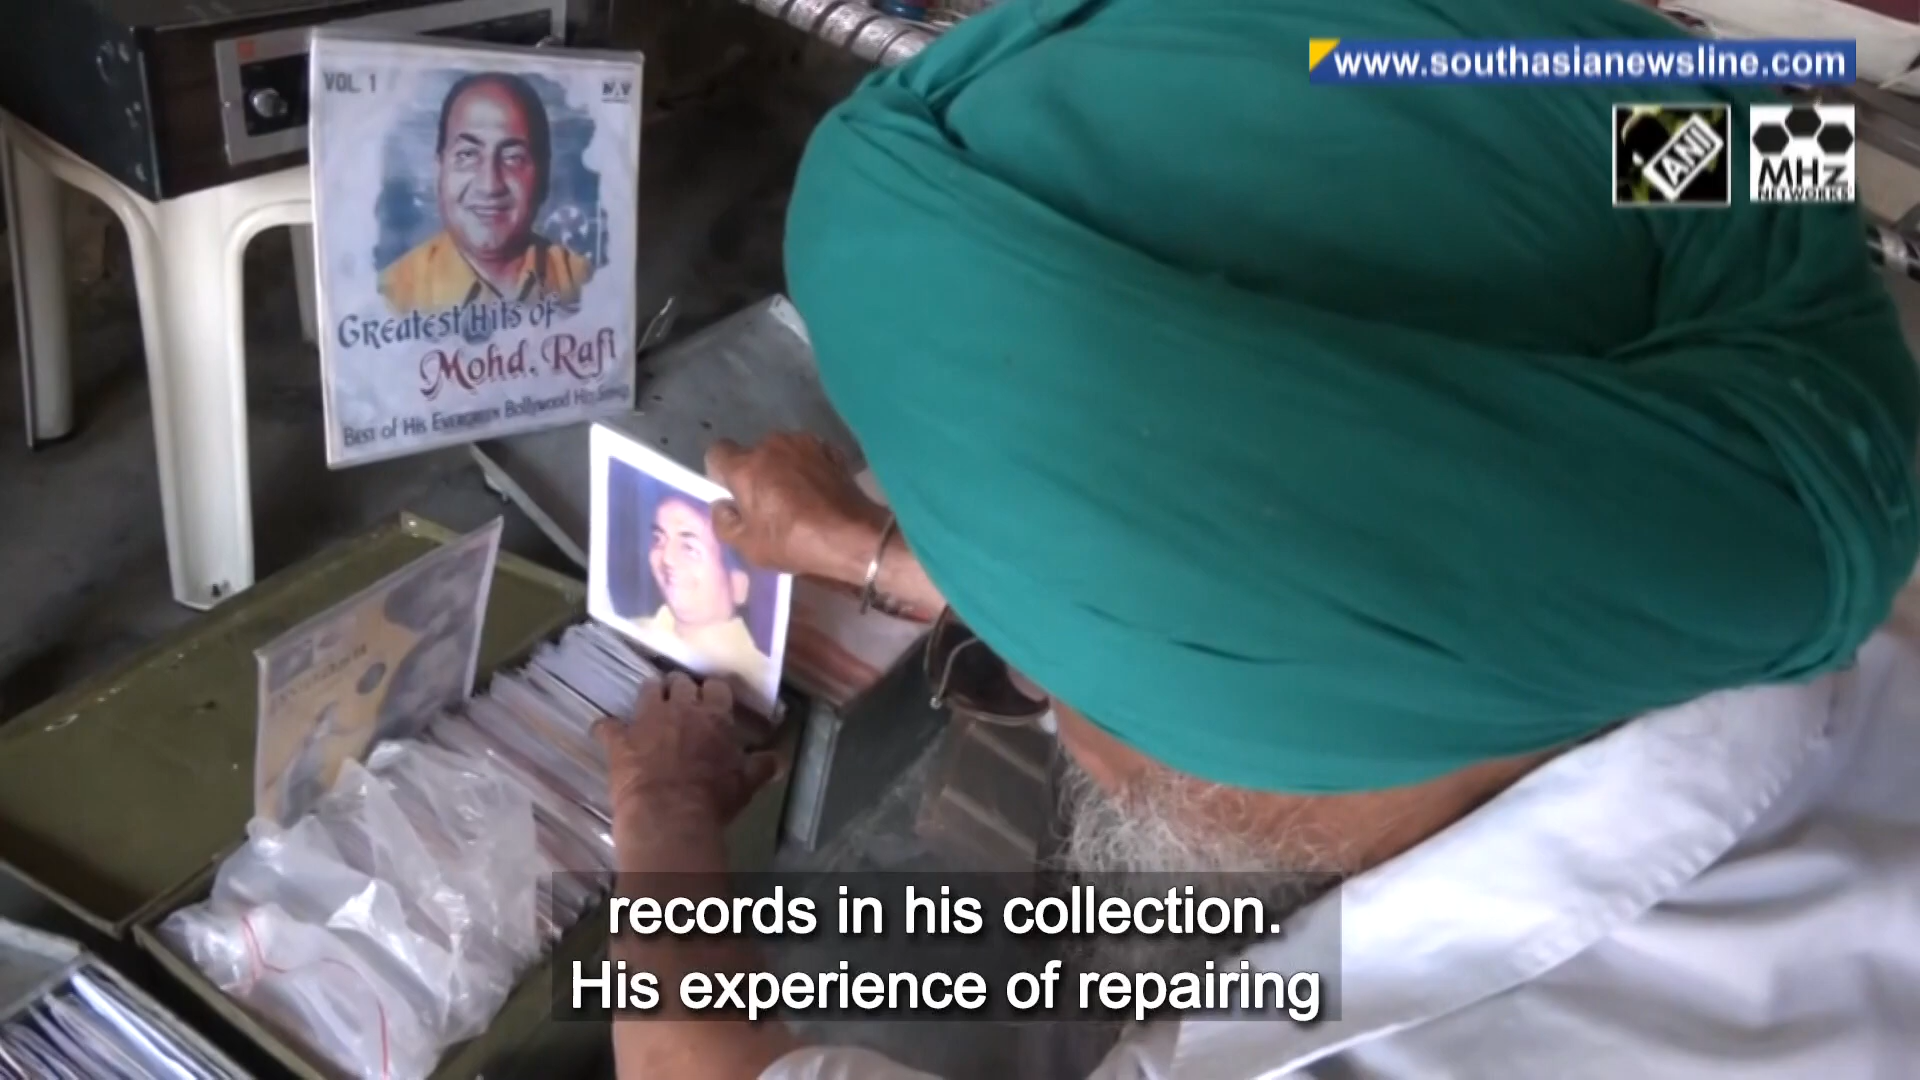 www.southasianewsline.com
VOL. 1
ANI
MHz
NETWORKS
Greatest Hits of
Mohd. Rafi
Best of His Evergreen Bollywood Hit Songs
records in his collection.
His experience of repairing